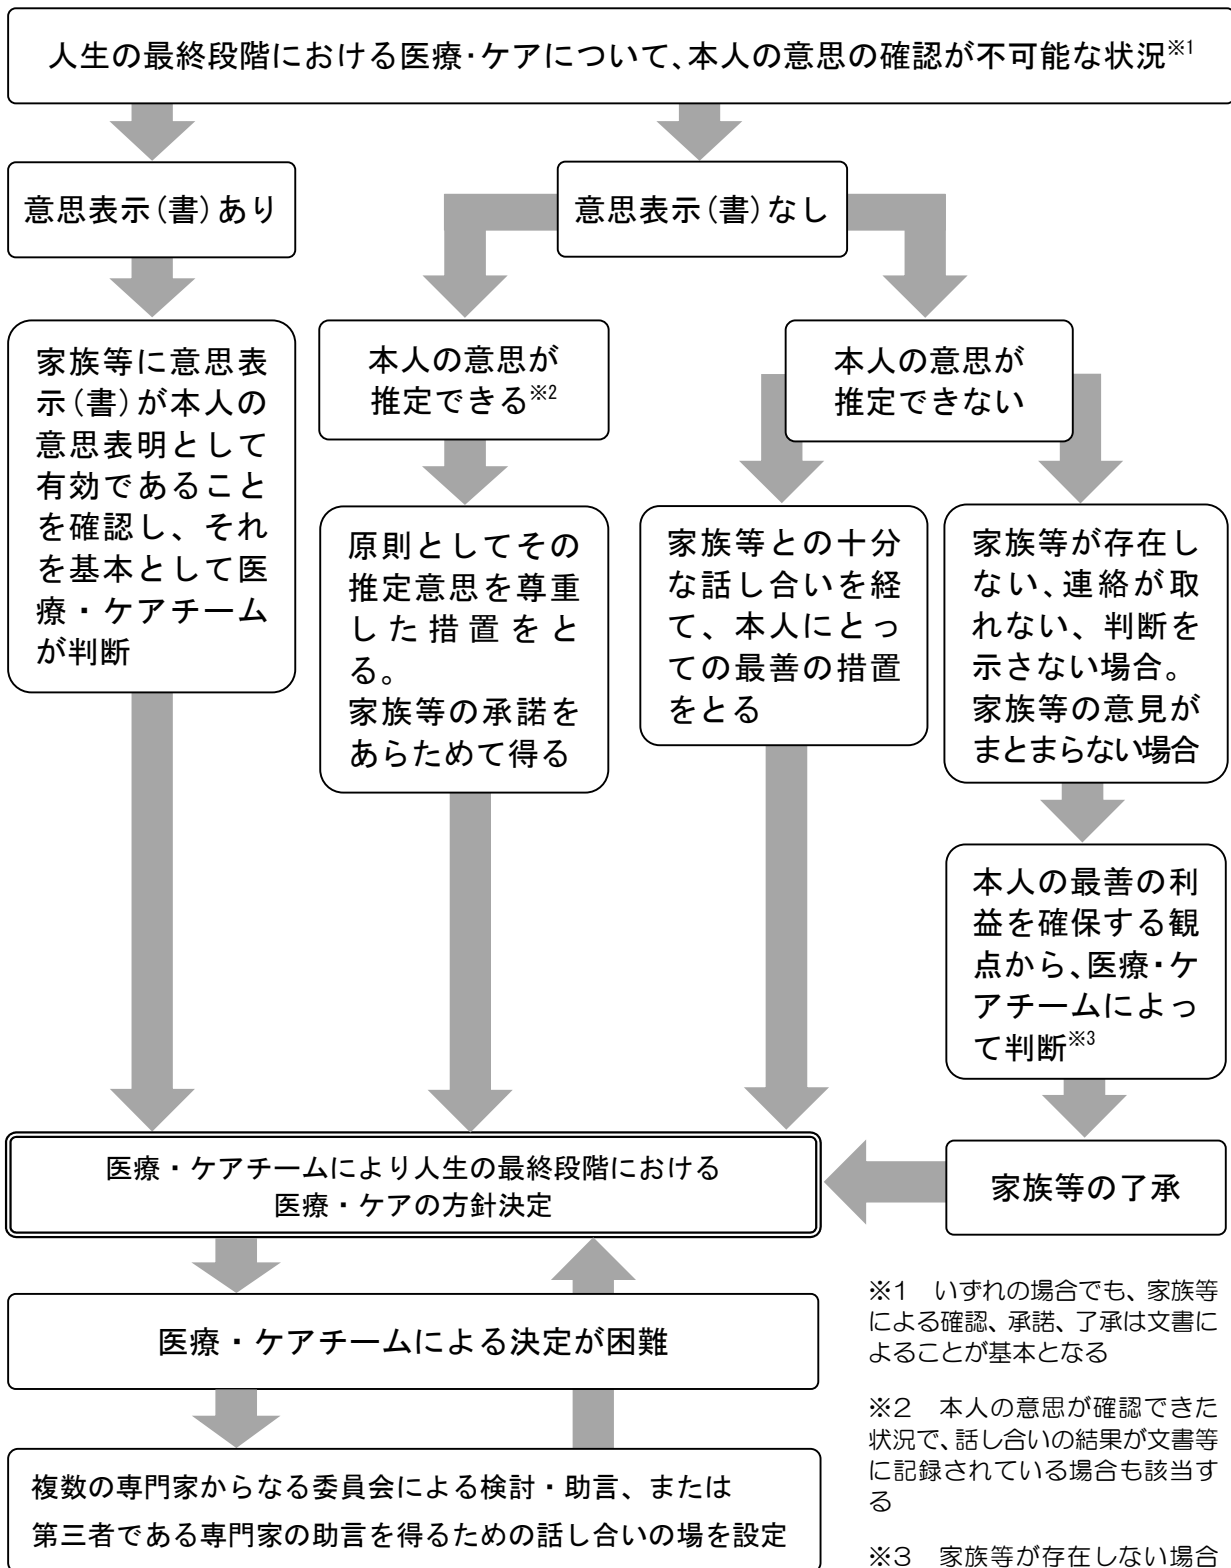 人生の最終段階における医療・ケアについて、本人の意思の確認が不可能な状況※1
意思表示(書)あり
意思表示(書)なし
家族等に意思表
示(書)が本人の
意思表明として
有効であること
を確認し、それ
を基本として医
療・ケアチーム
が判断
本人の意思が
推定できる※2
本人の意思が
推定できない
原則としてその
推定意思を尊重
した措置をと
る。
家族等の承諾を
あらためて得る
家族等との十分
な話し合いを経
て、本人にとっ
ての最善の措置
をとる
家族等が存在し
ない、連絡が取
れない、判断を
示さない場合。
家族等の意見が
まとまらない場合
本人の最善の利
益を確保する観
点から、医療・ケ
アチームによっ
て判断※3
家族等の了承
医療・ケアチームにより人生の最終段階における
医療・ケアの方針決定
医療・ケアチームによる決定が困難
複数の専門家からなる委員会による検討・助言、または
第三者である専門家の助言を得るための話し合いの場を設定
※1　いずれの場合でも、家族等
による確認、承諾、了承は文書に
よることが基本となる
※2　本人の意思が確認できた
状況で、話し合いの結果が文書等
に記録されている場合も該当す
る
※3　家族等が存在しない場合